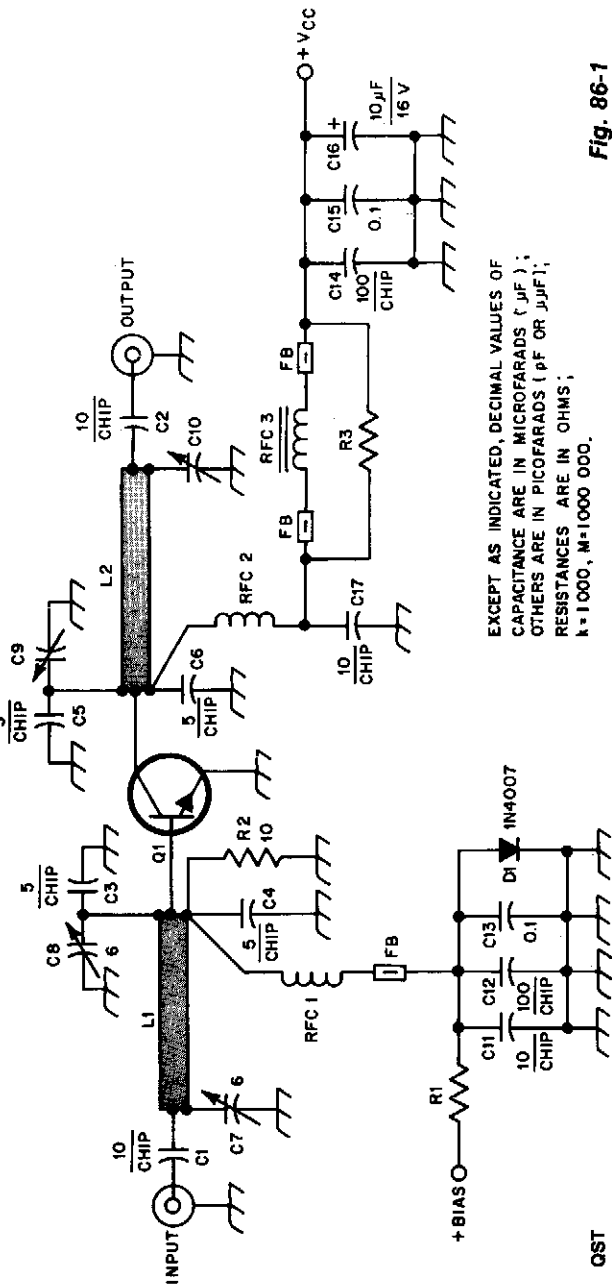 INPUT
10
CHIP
C1
C7
6
L1
C8
6
5
CHIP
C3
5
CHIP
C4
R2
10
Q1
RFC 1
FB
+BIAS
R1
C11
10
CHIP
C12
100
CHIP
C13
0.1
D1
1N4007
CHIP
C5
C9
L2
5
CHIP
C6
RFC 2
10
CHIP
C17
10
CHIP
C2
C10
OUTPUT
FB
RFC 3
FB
R3
C14
100
CHIP
C15
0.1
C16
+
10 µF
16 V
+VCC
EXCEPT AS INDICATED, DECIMAL VALUES OF
CAPACITANCE ARE IN MICROFARADS ( µF ) ;
OTHERS ARE IN PICOFARADS ( pF OR µµF);
RESISTANCES ARE IN OHMS ;
k=1000, M=1000 000.
QST
Fig. 86-1